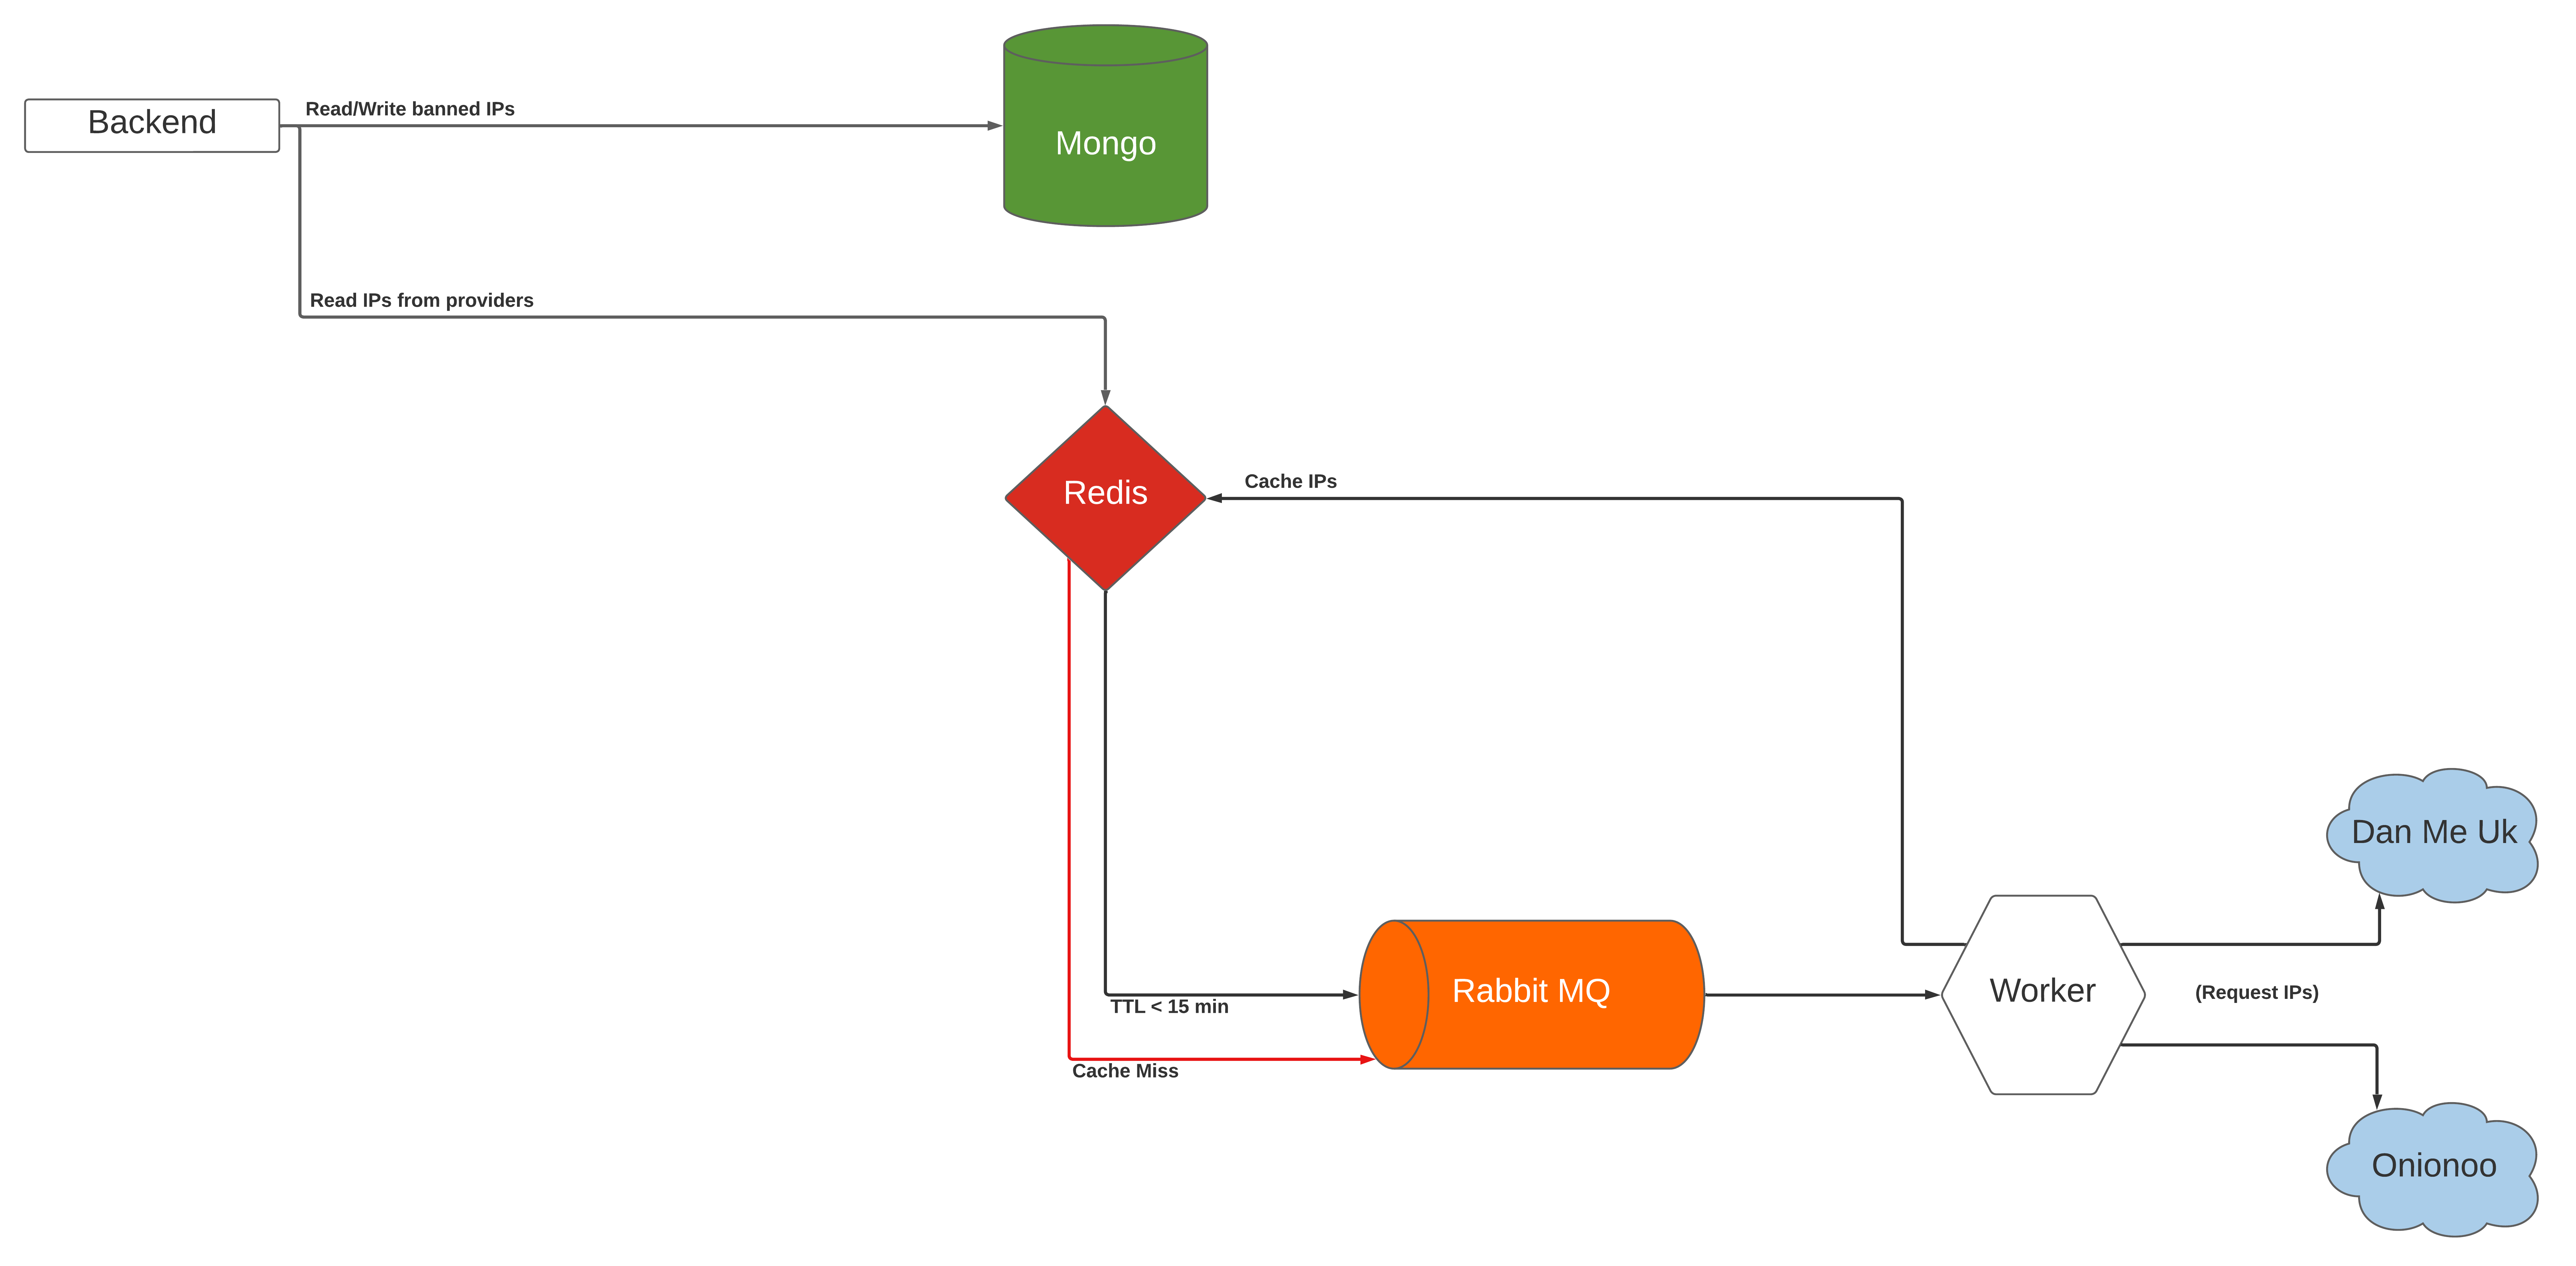 Backend
Read/Write banned IPs
Mongo
Read IPs from providers
Redis
Cache IPs
Dan Me Uk
Rabbit MQ
Worker
(Request IPs)
TTL < 15 min
Cache Miss
Onionoo